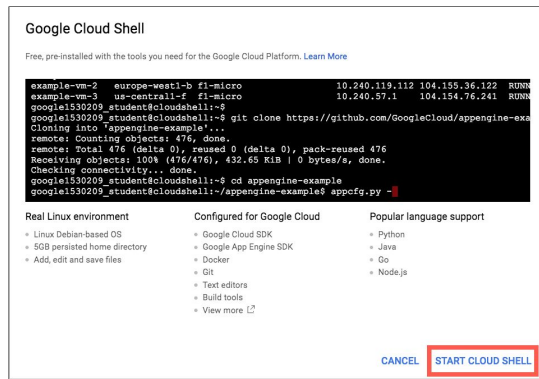 Google Cloud Shell
Free, pre-installed with the tools you need for the Google Cloud Platform. Learn More
example-vm-2 europe-west1-b f1-micro 10.240.119.112 104.155.36.122 RUNN
example-vm-3 us-central1-f f1-micro 10.240.57.1 104.154.76.241 RUNN
google1530209_student@cloudshell:~$
google1530209_student@cloudshell:~$ git clone https://github.com/GoogleCloud/appengine-exa
Cloning into 'appengine-example'...
remote: Counting objects: 476, done.
remote: Total 476 (delta 0), reused 0 (delta 0), pack-reused 476
Receiving objects: 100% (476/476), 432.65 KiB | 0 bytes/s, done.
Checking connectivity... done.
google1530209_student@cloudshell:~$ cd appengine-example
google1530209_student@cloudshell:~/appengine-example$ appcfg.py -
Real Linux environment
Linux Debian-based OS
5GB persisted home directory
Add, edit and save files
Configured for Google Cloud
Google Cloud SDK
Google App Engine SDK
Docker
Git
Text editors
Build tools
View more
Popular language support
Python
Java
Go
Node.js
CANCEL START CLOUD SHELL